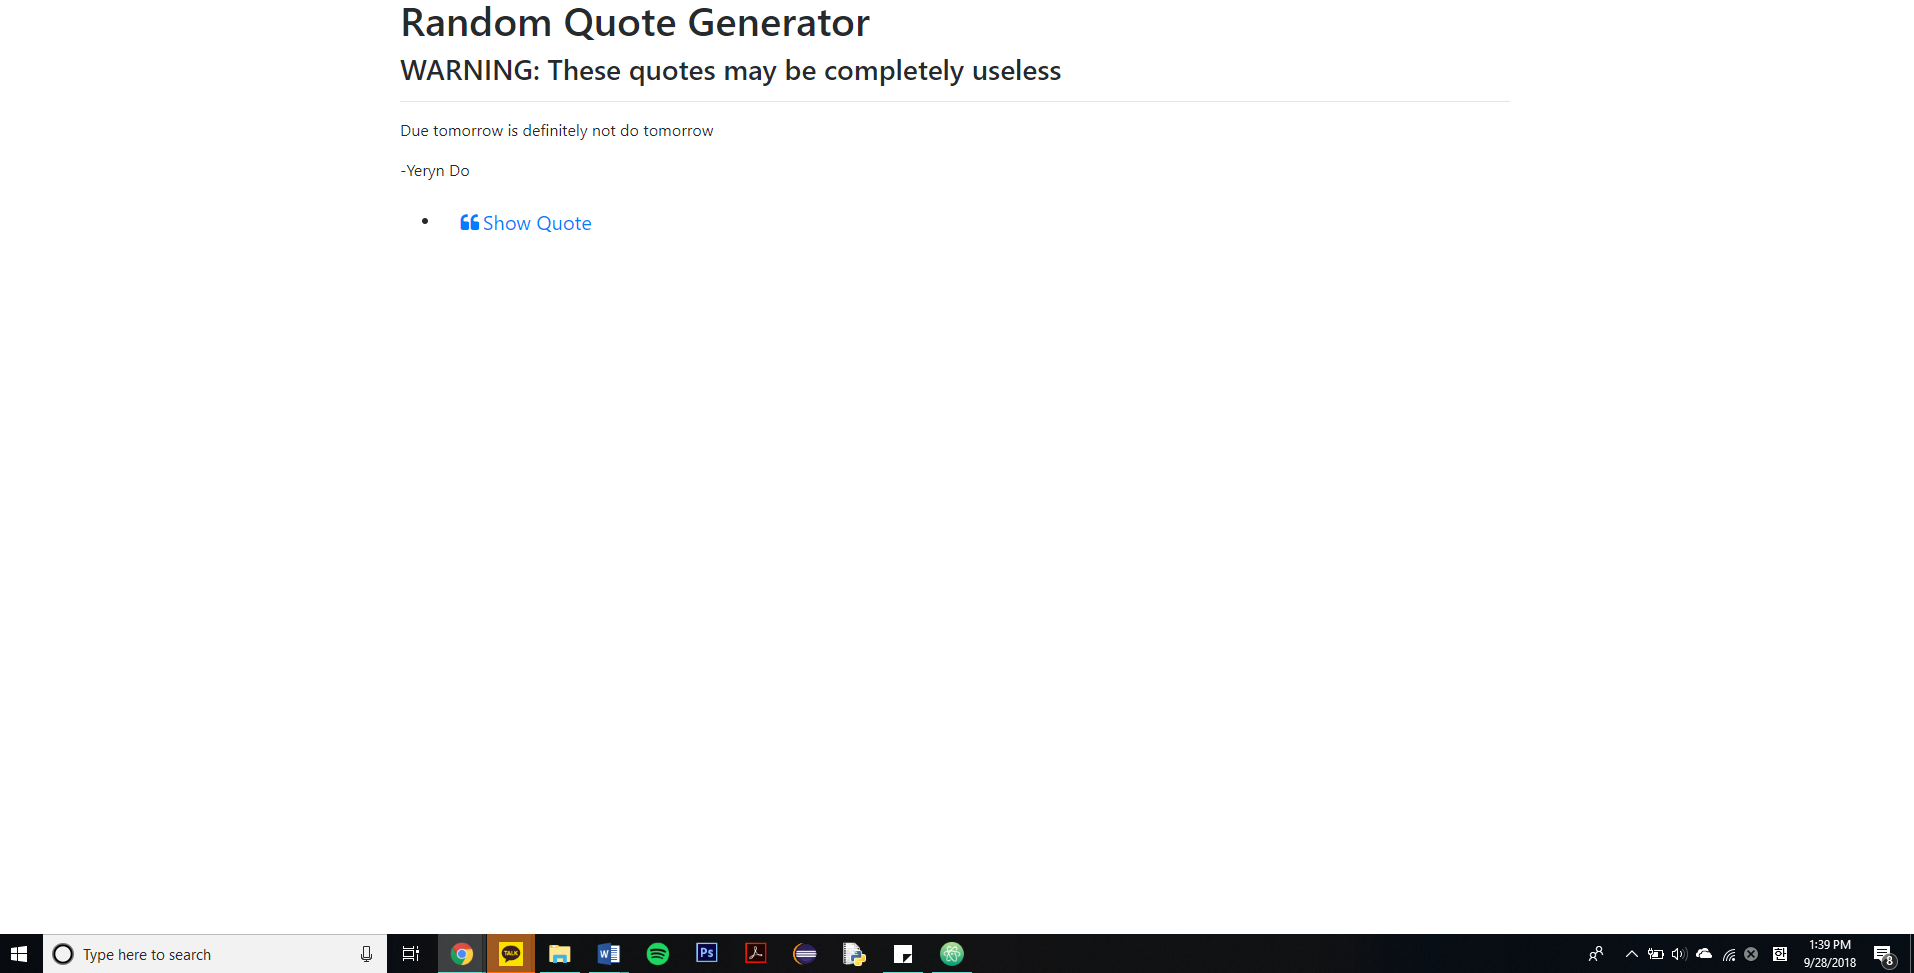 Random Quote Generator
WARNING: These quotes may be completely useless
Due tomorrow is definitely not do tomorrow
-Yeryn Do
Show Quote
Type here to search
TALK
W
Ps
1:39 PM
9/28/2018
8